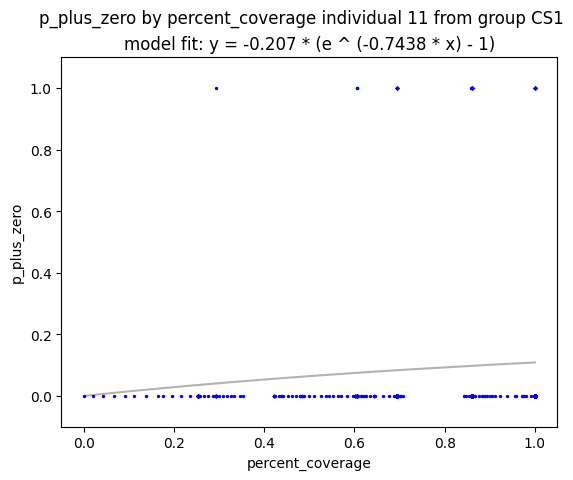 p_plus_zero by percent_coverage individual 11 from group CS1
model fit: y = -0.207 * (e ^ (-0.7438 * x) - 1)
1.0
0.8
0.6
0.4
0.2
0.0
p_plus_zero
0.0 0.2 0.4 0.6 0.8 1.0
percent_coverage